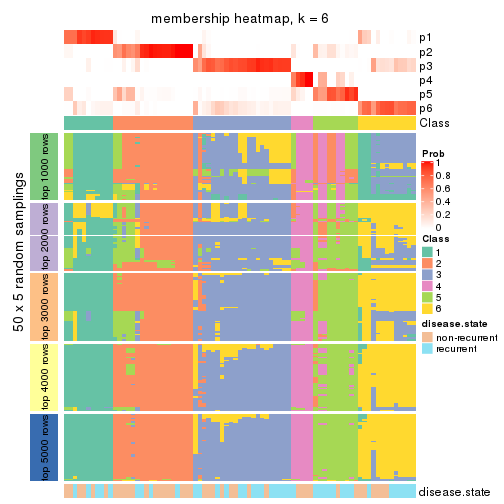 membership heatmap, k = 6
p1
p2
p3
p4
p5
p6
Class
50 x 5 random samplings
top 1000 rows
top 2000 rows
top 3000 rows
top 4000 rows
top 5000 rows
Prob
1
0.8
0.6
0.4
0.2
0
Class
1
2
3
4
5
6
disease.state
non-recurrent
recurrent
disease.state